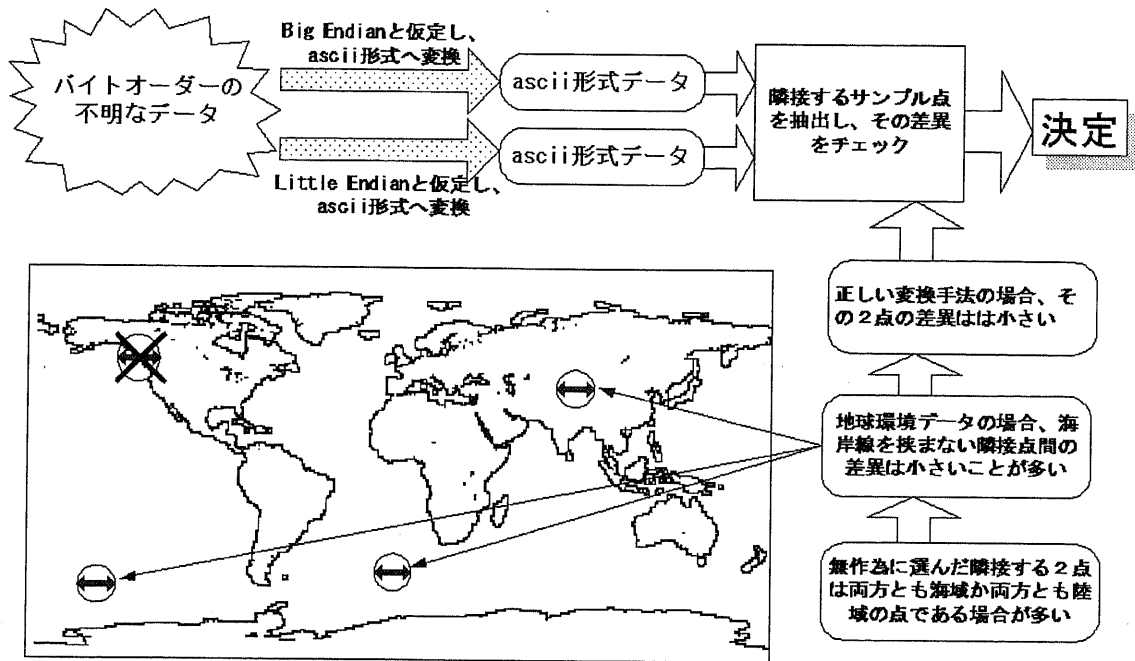 バイトオーダーの
不明なデータ
Big Endianと仮定し、
ascii形式へ変換
ascii形式データ
Little Endianと仮定し、
ascii形式へ変換
ascii形式データ
隣接するサンプル点
を抽出し、その差異
をチェック
決定
正しい変換手法の場合、そ
の2点の差異はは小さい
地球環境データの場合、海
岸線を挟まない隣接点間の
差異は小さいことが多い
無作為に選んだ隣接する2点
は両方とも海域か両方とも陸
域の点である場合が多い